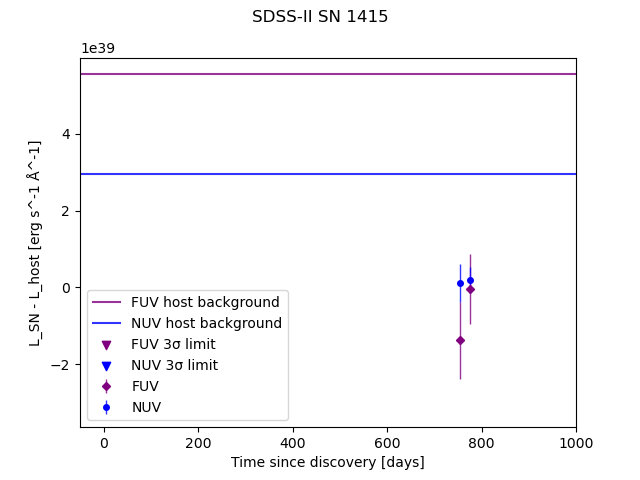 SDSS-II SN 1415
1e39
L_SN - L_host [erg s^-1 Å^-1]
4
2
0
−2
FUV host background
NUV host background
FUV 3σ limit
NUV 3σ limit
FUV
NUV
0 200 400 600 800 1000
Time since discovery [days]